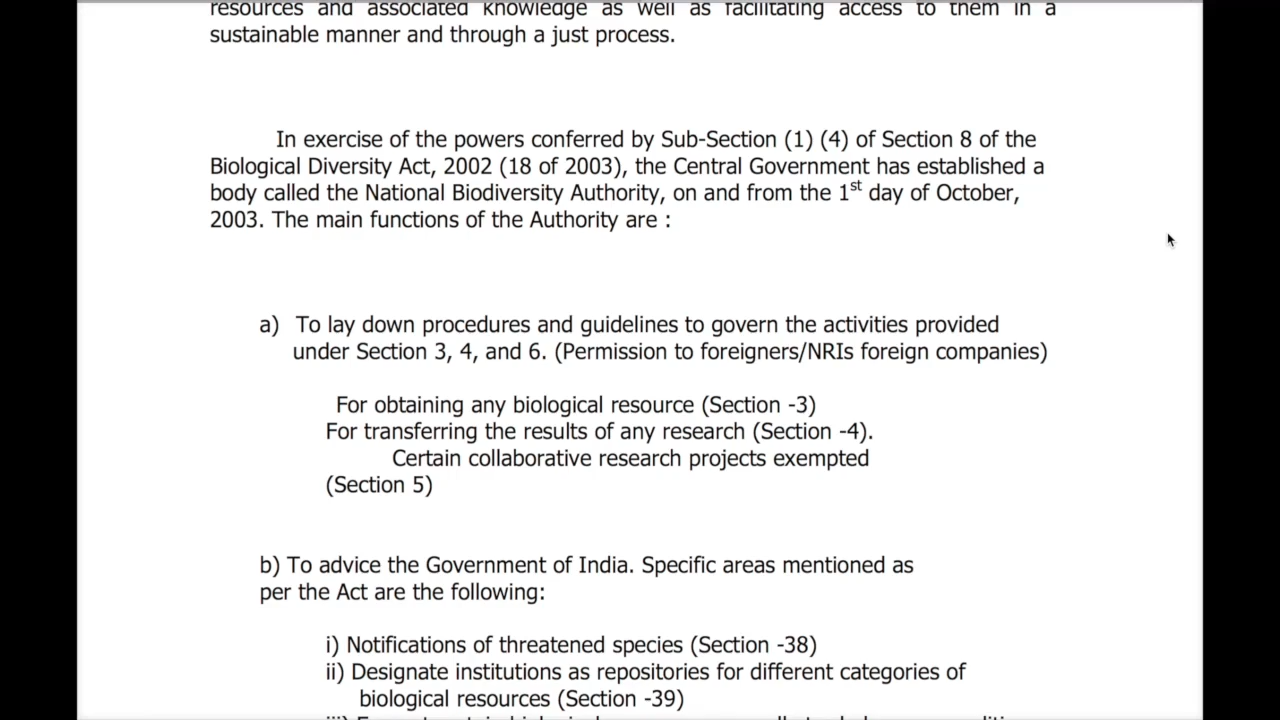 resources and associated knowledge as well as facilitating access to them in a
sustainable manner and through a just process.
In exercise of the powers conferred by Sub-Section (1) (4) of Section 8 of the
Biological Diversity Act, 2002 (18 of 2003), the Central Government has established a
body called the National Biodiversity Authority, on and from the 1st day of October,
2003. The main functions of the Authority are :
a) To lay down procedures and guidelines to govern the activities provided
under Section 3, 4, and 6. (Permission to foreigners/NRIs foreign companies)
For obtaining any biological resource (Section -3)
For transferring the results of any research (Section -4).
Certain collaborative research projects exempted
(Section 5)
b) To advice the Government of India. Specific areas mentioned as
per the Act are the following:
i) Notifications of threatened species (Section -38)
ii) Designate institutions as repositories for different categories of
biological resources (Section -39)